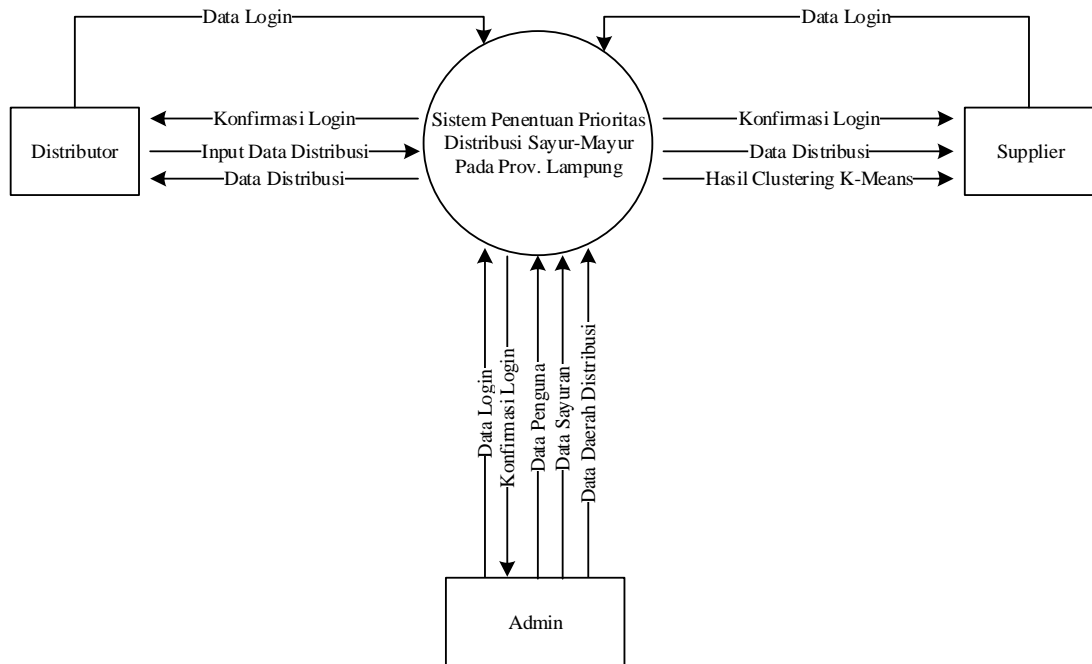 Data Login
Data Login
Konfirmasi Login
Sistem Penentuan Prioritas
Distribusi Sayur-Mayur
Pada Prov. Lampung
Konfirmasi Login
Distributor
Input Data Distribusi
Data Distribusi
Supplier
Data Distribusi
Hasil Clustering K-Means
Data Login
Konfirmasi Login
Data Penguna
Data Sayuran
Data Daerah Distribusi
Admin